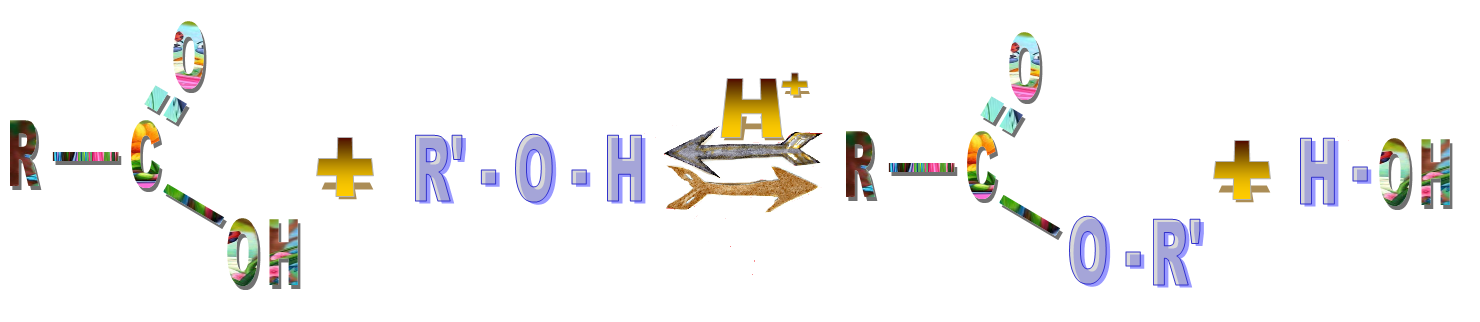 O O
H+
R - C + R' - O - H R - C + H - OH
OH O - R'